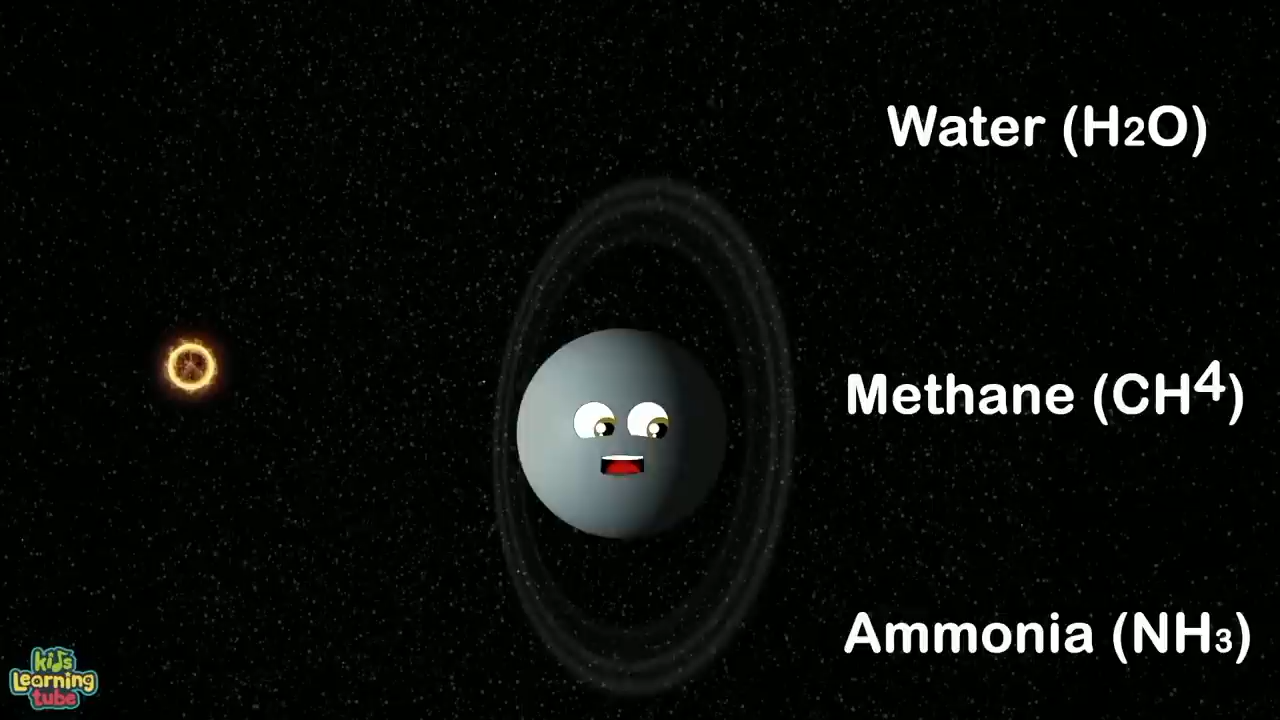 Water (H₂O)
Methane (CH⁴)
Ammonia (NH₃)
kids
Learning
tube